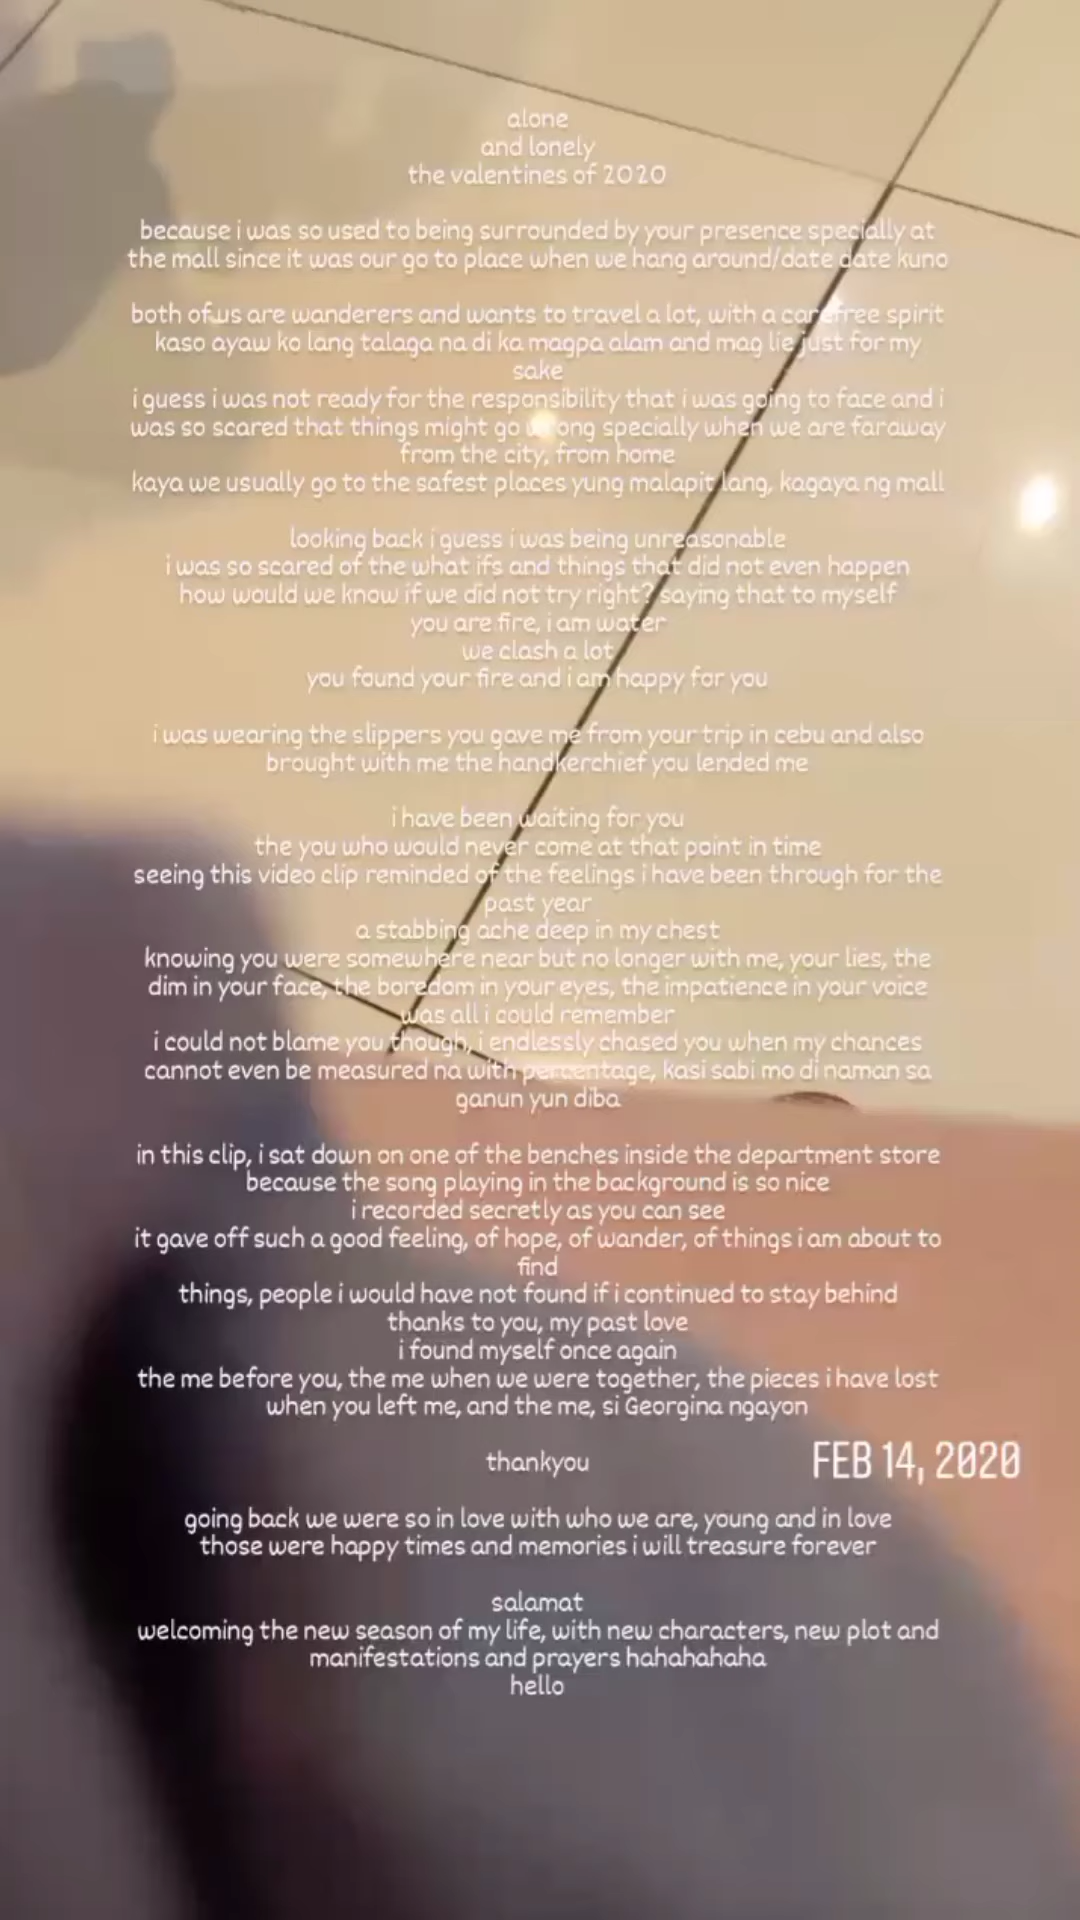 alone
and lonely
the valentines of 2020
because i was so used to being surrounded by your presence specially at
the mall since it was our go to place when we hang around/date date kuno
both of us are wanderers and wants to travel a lot, with a carefree spirit
kaso ayaw ko lang talaga na di ka magpa alam and mag lie just for my
sake
i guess i was not ready for the responsibility that i was going to face and i
was so scared that things might go wrong specially when we are faraway
from the city, from home
kaya we usually go to the safest places yung malapit lang, kagaya ng mall
looking back i guess i was being unreasonable
i was so scared of the what ifs and things that did not even happen
how would we know if we did not try right? saying that to myself
you are fire, i am water
we clash a lot
you found your fire and i am happy for you
i was wearing the slippers you gave me from your trip in cebu and also
brought with me the handkerchief you lended me
i have been waiting for you
the you who would never come at that point in time
seeing this video clip reminded of the feelings i have been through for the
past year
a stabbing ache deep in my chest
knowing you were somewhere near but no longer with me, your lies, the
dim in your face, the boredom in your eyes, the impatience in your voice
was all i could remember
i could not blame you though, i endlessly chased you when my chances
cannot even be measured na with percentage, kasi sabi mo di naman sa
ganun yun diba
in this clip, i sat down on one of the benches inside the department store
because the song playing in the background is so nice
i recorded secretly as you can see
it gave off such a good feeling, of hope, of wander, of things i am about to
find
things, people i would have not found if i continued to stay behind
thanks to you, my past love
i found myself once again
the me before you, the me when we were together, the pieces i have lost
when you left me, and the me, si Georgina ngayon
thankyou
FEB 14, 2020
going back we were so in love with who we are, young and in love
those were happy times and memories i will treasure forever
salamat
welcoming the new season of my life, with new characters, new plot and
manifestations and prayers hahahahaha
hello